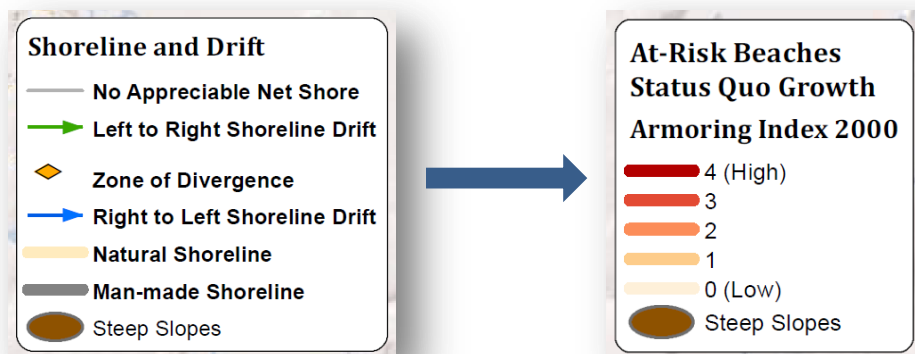 Shoreline and Drift
No Appreciable Net Shore
Left to Right Shoreline Drift
Zone of Divergence
Right to Left Shoreline Drift
Natural Shoreline
Man-made Shoreline
Steep Slopes
At-Risk Beaches
Status Quo Growth
Armoring Index 2000
4 (High)
3
2
1
0 (Low)
Steep Slopes